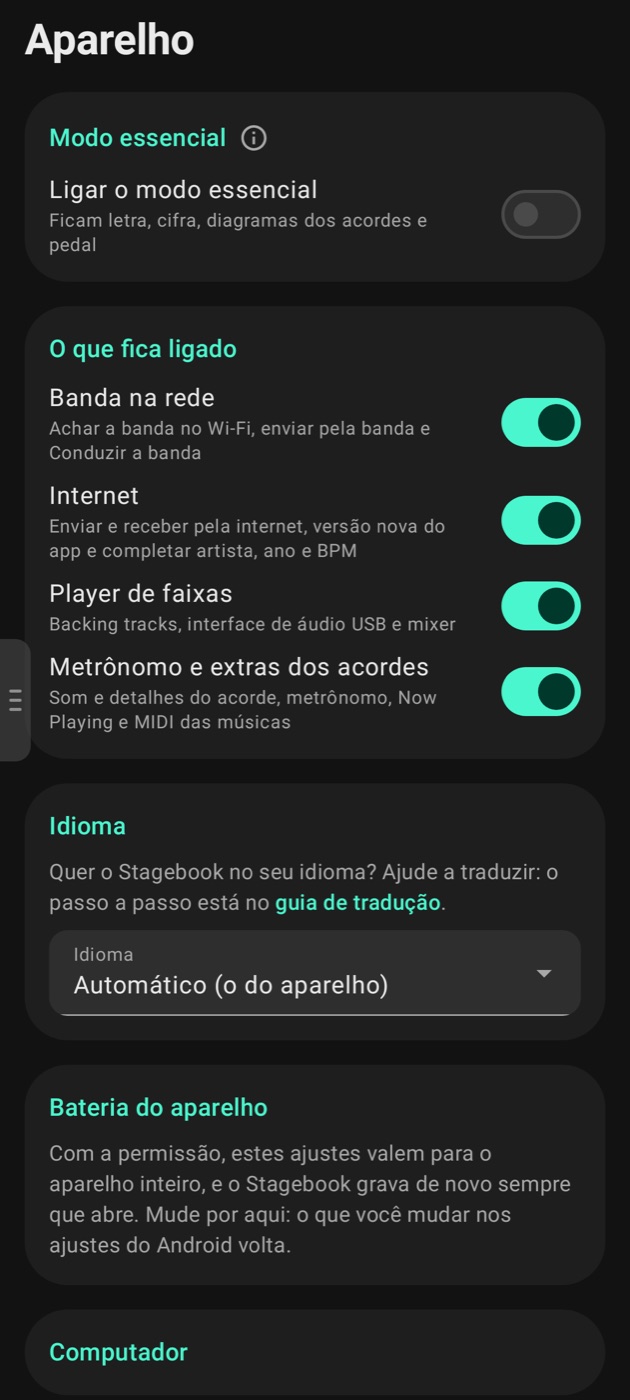 Aparelho
Modo essencial
Ligar o modo essencial
Ficam letra, cifra, diagramas dos acordes e
pedal
O que fica ligado
Banda na rede
Achar a banda no Wi-Fi, enviar pela banda e
Conduzir a banda
Internet
Enviar e receber pela internet, versão nova do
app e completar artista, ano e BPM
Player de faixas
Backing tracks, interface de áudio USB e mixer
Metrônomo e extras dos acordes
Som e detalhes do acorde, metrônomo, Now
Playing e MIDI das músicas
Idioma
Quer o Stagebook no seu idioma? Ajude a traduzir: o
passo a passo está no guia de tradução.
Idioma
Automático (o do aparelho)
Bateria do aparelho
Com a permissão, estes ajustes valem para o
aparelho inteiro, e o Stagebook grava de novo sempre
que abre. Mude por aqui: o que você mudar nos
ajustes do Android volta.
Computador